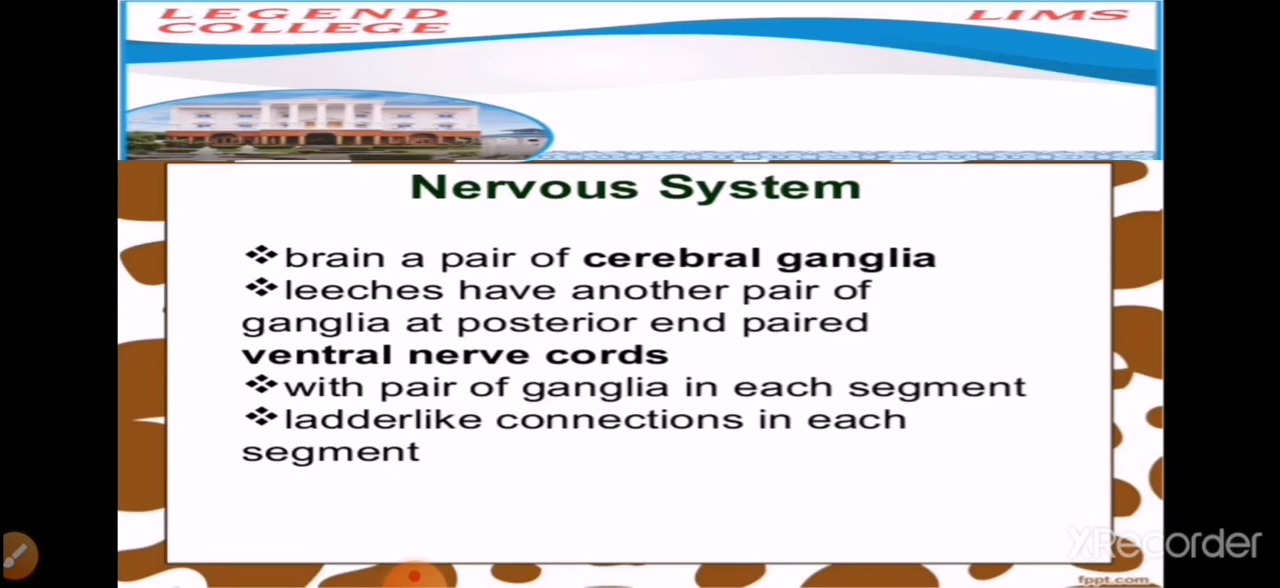 LEGEND
COLLEGE
LIMS
Nervous System
❖brain a pair of cerebral ganglia
❖leeches have another pair of
ganglia at posterior end paired
ventral nerve cords
❖with pair of ganglia in each segment
❖ladderlike connections in each
segment
XRecorder
fppt.com